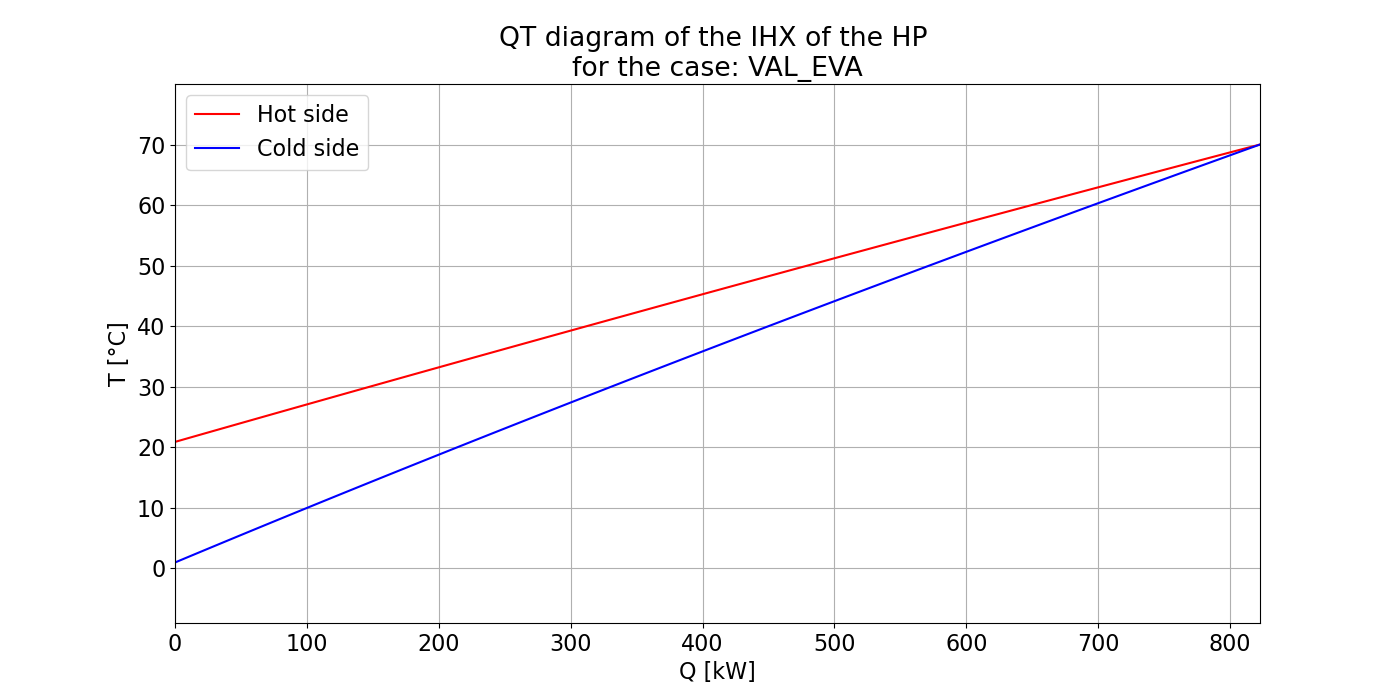 QT diagram of the IHX of the HP
for the case: VAL_EVA
Hot side
Cold side
70
60
50
40
30
20
10
0
T [°C]
0 100 200 300 400 500 600 700 800
Q [kW]